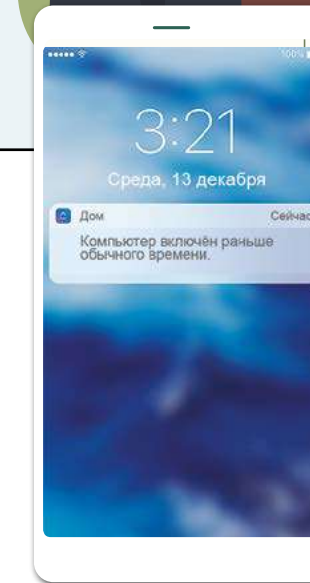 100%
3:21
Среда, 13 декабря
Дом Сейчас
Компьютер включён раньше
обычного времени.